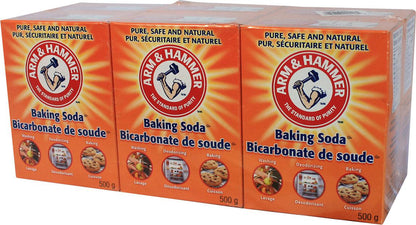 PURE, SAFE AND NATURAL
PUR, SÉCURITAIRE ET NATUREL
ARM & HAMMER
THE STANDARD OF PURITY
Baking Soda
Bicarbonate de soude
Washing
Deodorizing
Baking
Lavage
Désodorisant
Cuisson
500 g
PURE, SAFE AND NATURAL
PUR, SÉCURITAIRE ET NATUREL
ARM & HAMMER
THE STANDARD OF PURITY
Baking Soda
Bicarbonate de soude
Washing
Deodorizing
Baking
Lavage
Désodorisant
Cuisson
500 g
PURE, SAFE AND NATURAL
PUR, SÉCURITAIRE ET NATUREL
ARM & HAMMER
THE STANDARD OF PURITY
Baking Soda
Bicarbonate de soude
Washing
Deodorizing
Baking
Lavage
Désodorisant
Cuisson
500 g